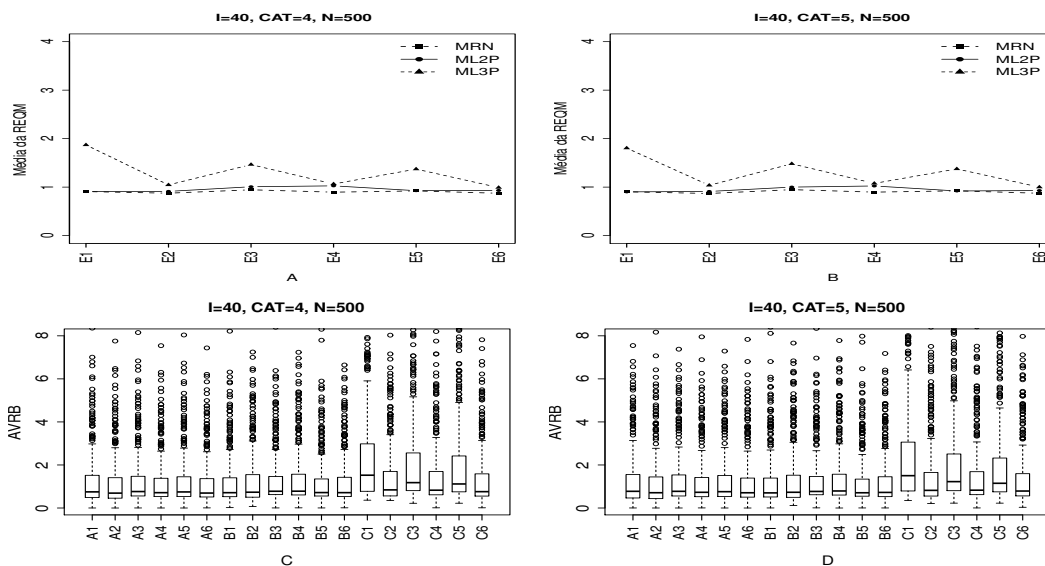 I=40, CAT=4, N=500
Média da REQM
4
3
2
1
0
MRN
ML2P
ML3P
E1 E2 E3 E4 E5 E6
A
I=40, CAT=5, N=500
Média da REQM
4
3
2
1
0
MRN
ML2P
ML3P
E1 E2 E3 E4 E5 E6
B
I=40, CAT=4, N=500
AVRB
8
6
4
2
0
A1 A2 A3 A4 A5 A6 B1 B2 B3 B4 B5 B6 C1 C2 C3 C4 C5 C6
C
I=40, CAT=5, N=500
AVRB
8
6
4
2
0
A1 A2 A3 A4 A5 A6 B1 B2 B3 B4 B5 B6 C1 C2 C3 C4 C5 C6
D